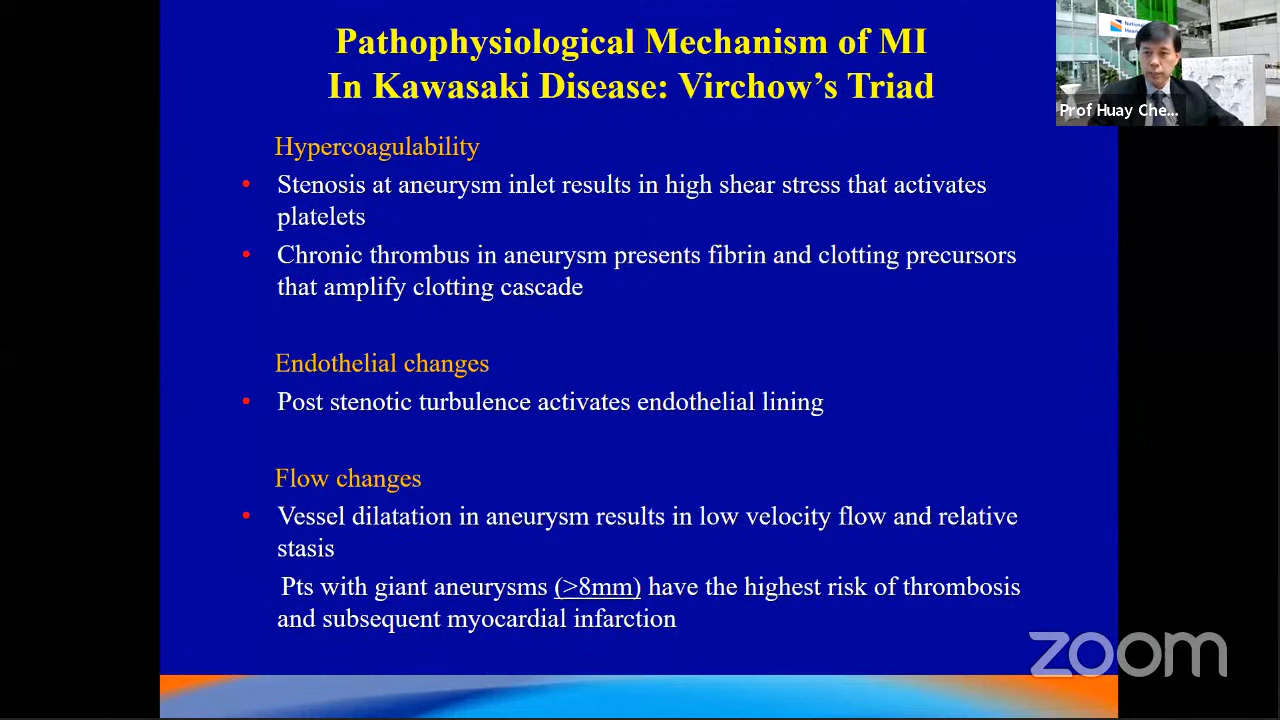 Pathophysiological Mechanism of MI
In Kawasaki Disease: Virchow's Triad
Hypercoagulability
• Stenosis at aneurysm inlet results in high shear stress that activates
platelets
• Chronic thrombus in aneurysm presents fibrin and clotting precursors
that amplify clotting cascade
Endothelial changes
• Post stenotic turbulence activates endothelial lining
Flow changes
• Vessel dilatation in aneurysm results in low velocity flow and relative
stasis
Pts with giant aneurysms (>8mm) have the highest risk of thrombosis
and subsequent myocardial infarction
Prof Huay Che...
zoom